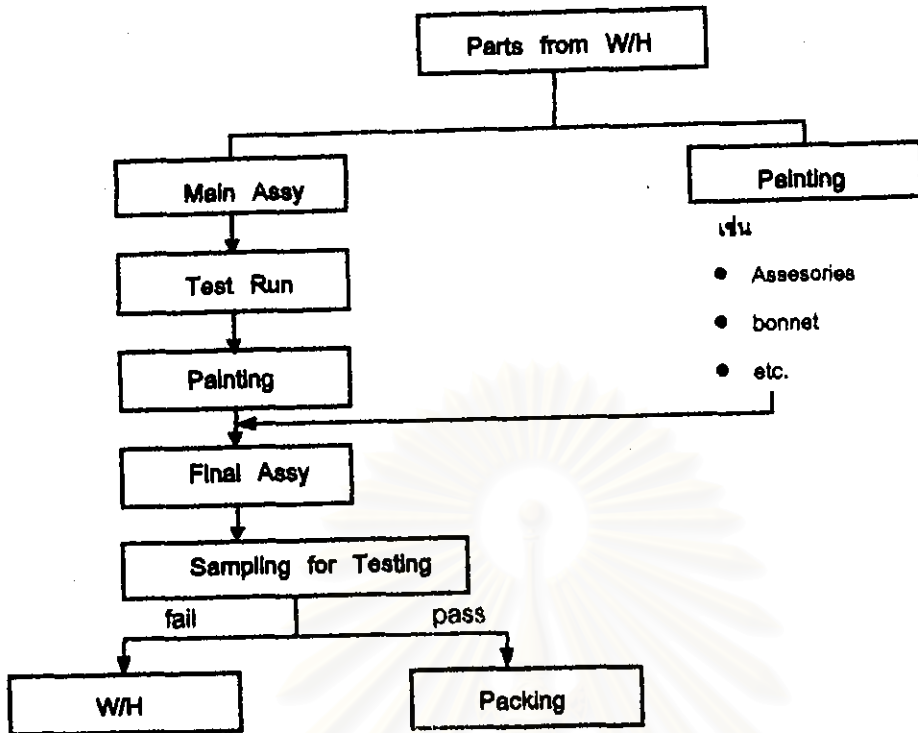 Parts from W/H
Main Assy
Painting
เช่น
Test Run
● Assesories
● bonnet
Painting
● etc.
Final Assy
Sampling for Testing
fail
pass
W/H
Packing